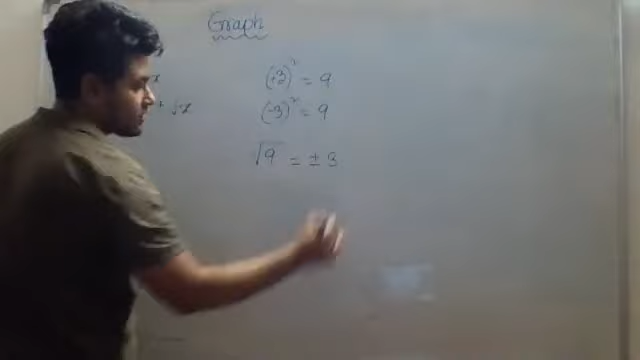 Graph
x
(+3)² = 9
+ √x
(-3)² = 9
√9 = ± 3